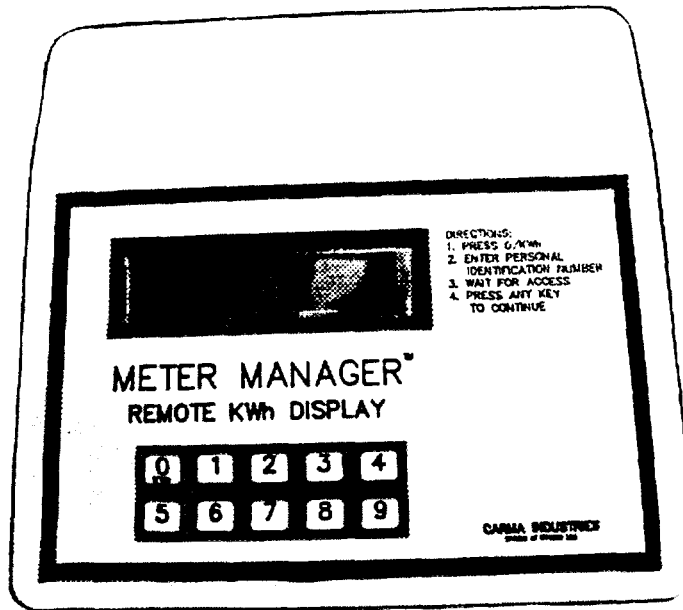 DIRECTIONS:
1. PRESS 0/KWh
2. ENTER PERSONAL
IDENTIFICATION NUMBER
3. WAIT FOR ACCESS
4. PRESS ANY KEY
TO CONTINUE
METER MANAGER™
REMOTE KWh DISPLAY
0 1 2 3 4
5 6 7 8 9
CARMA INDUSTRIES